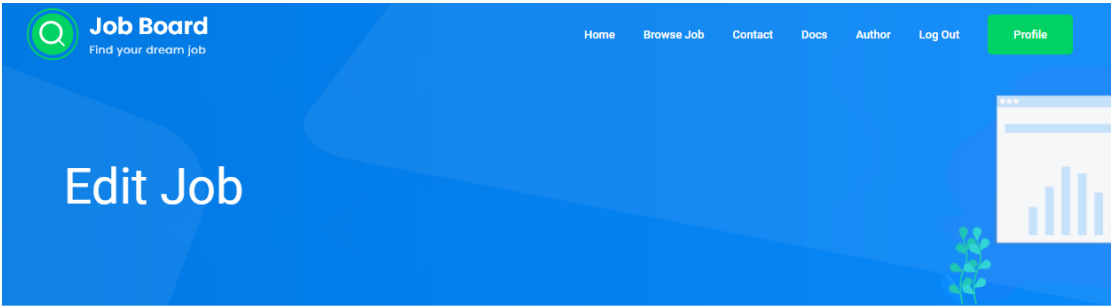 Job Board
Find your dream job
Home Browse Job Contact Docs Author Log Out Profile
Edit Job